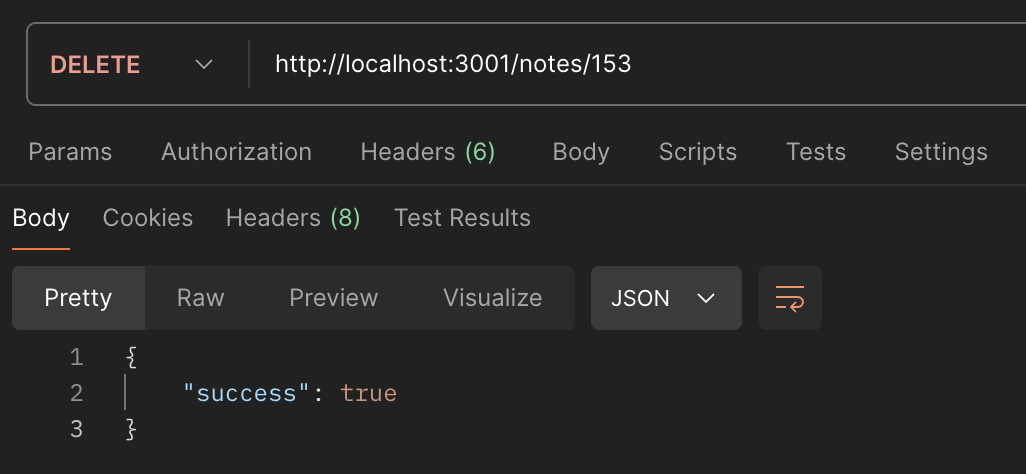 DELETE http://localhost:3001/notes/153
Params Authorization Headers (6) Body Scripts Tests Settings
Body Cookies Headers (8) Test Results
Pretty Raw Preview Visualize JSON
1 {
2 "success": true
3 }